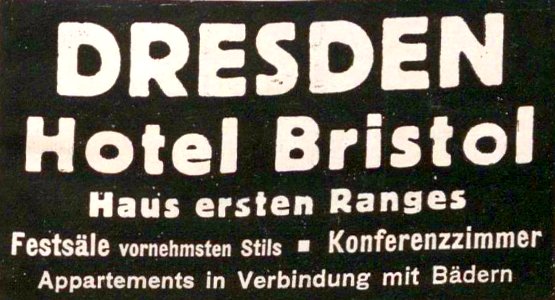 DRESDEN
Hotel Bristol
Haus ersten Ranges
Festsäle vornehmsten Stils ▪ Konferenzzimmer
Appartements in Verbindung mit Bädern